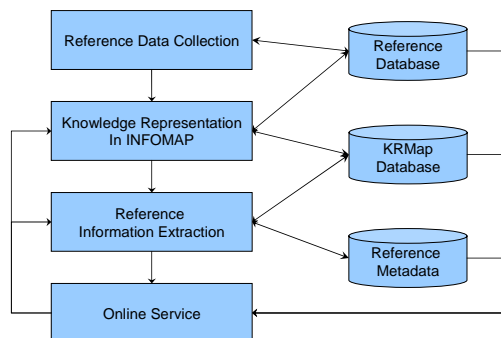 Reference Data Collection
Reference
Database
Knowledge Representation
In INFOMAP
KRMap
Database
Reference
Information Extraction
Reference
Metadata
Online Service